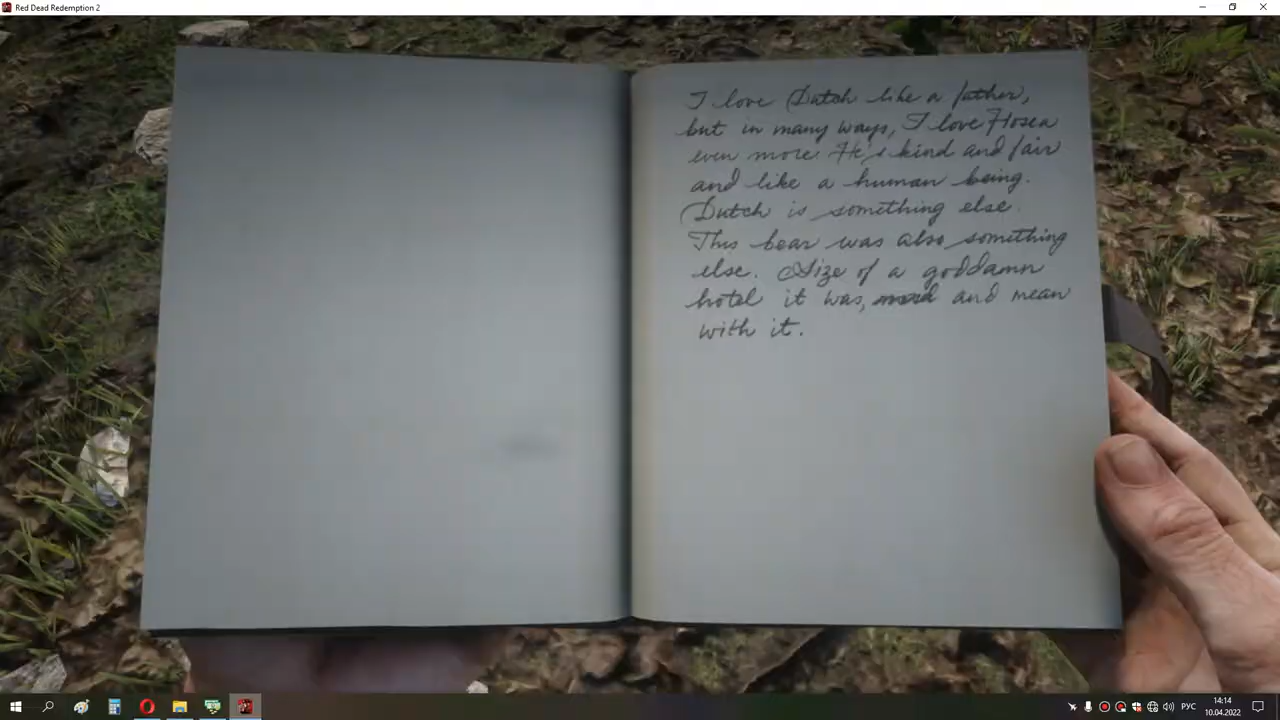 Red Dead Redemption 2
I love Dutch like a father,
but in many ways, I love Hosea
even more. He's kind and fair
and like a human being.
Dutch is something else.
This bear was also something
else. Size of a goddamn
hotel it was, and mean
with it.
РУС
14:14
10.04.2022